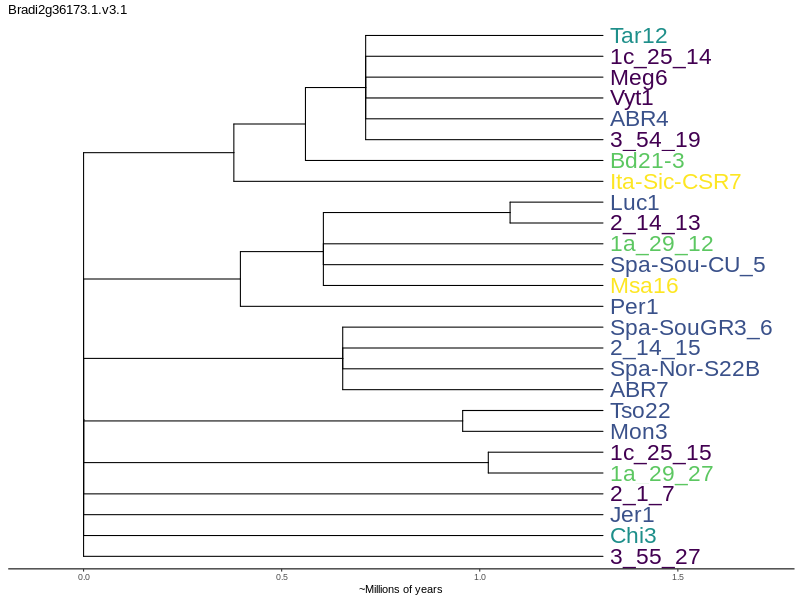 Bradi2g36173.1.v3.1
Tar12
1c_25_14
Meg6
Vyt1
ABR4
3_54_19
Bd21-3
Ita-Sic-CSR7
Luc1
2_14_13
1a_29_12
Spa-Sou-CU_5
Msa16
Per1
Spa-SouGR3_6
2_14_15
Spa-Nor-S22B
ABR7
Tso22
Mon3
1c_25_15
1a_29_27
2_1_7
Jer1
Chi3
3_55_27
0.0 0.5 1.0 1.5
~Millions of years